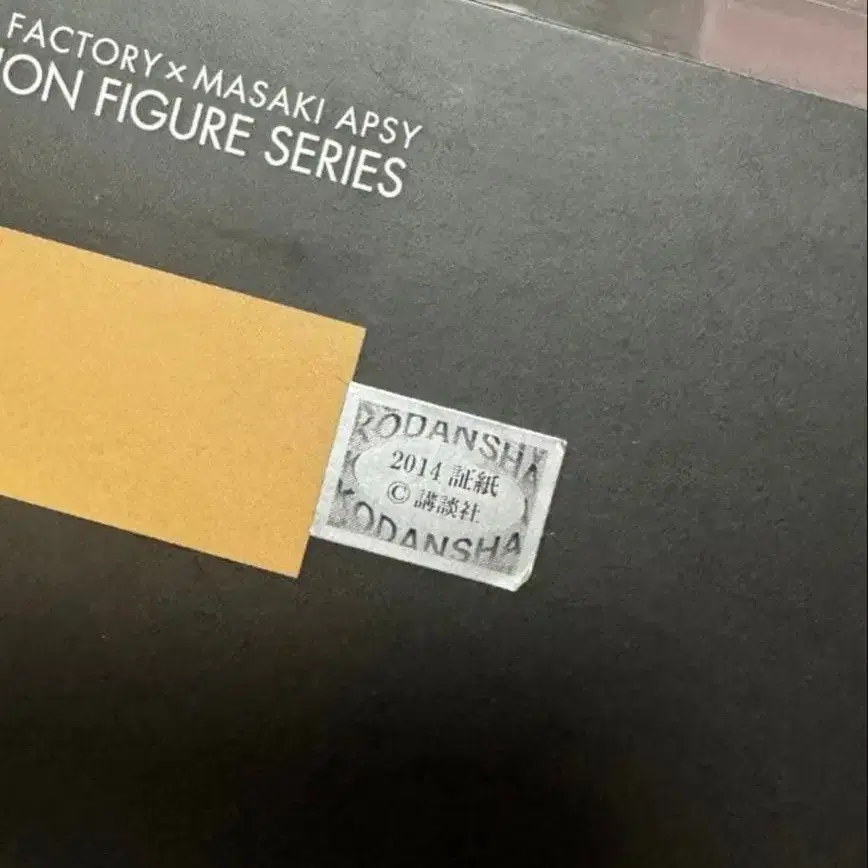 FACTORY × MASAKI APSY
ION FIGURE SERIES
KODANSHA
2014 証紙
© 講談社
KODANSHA